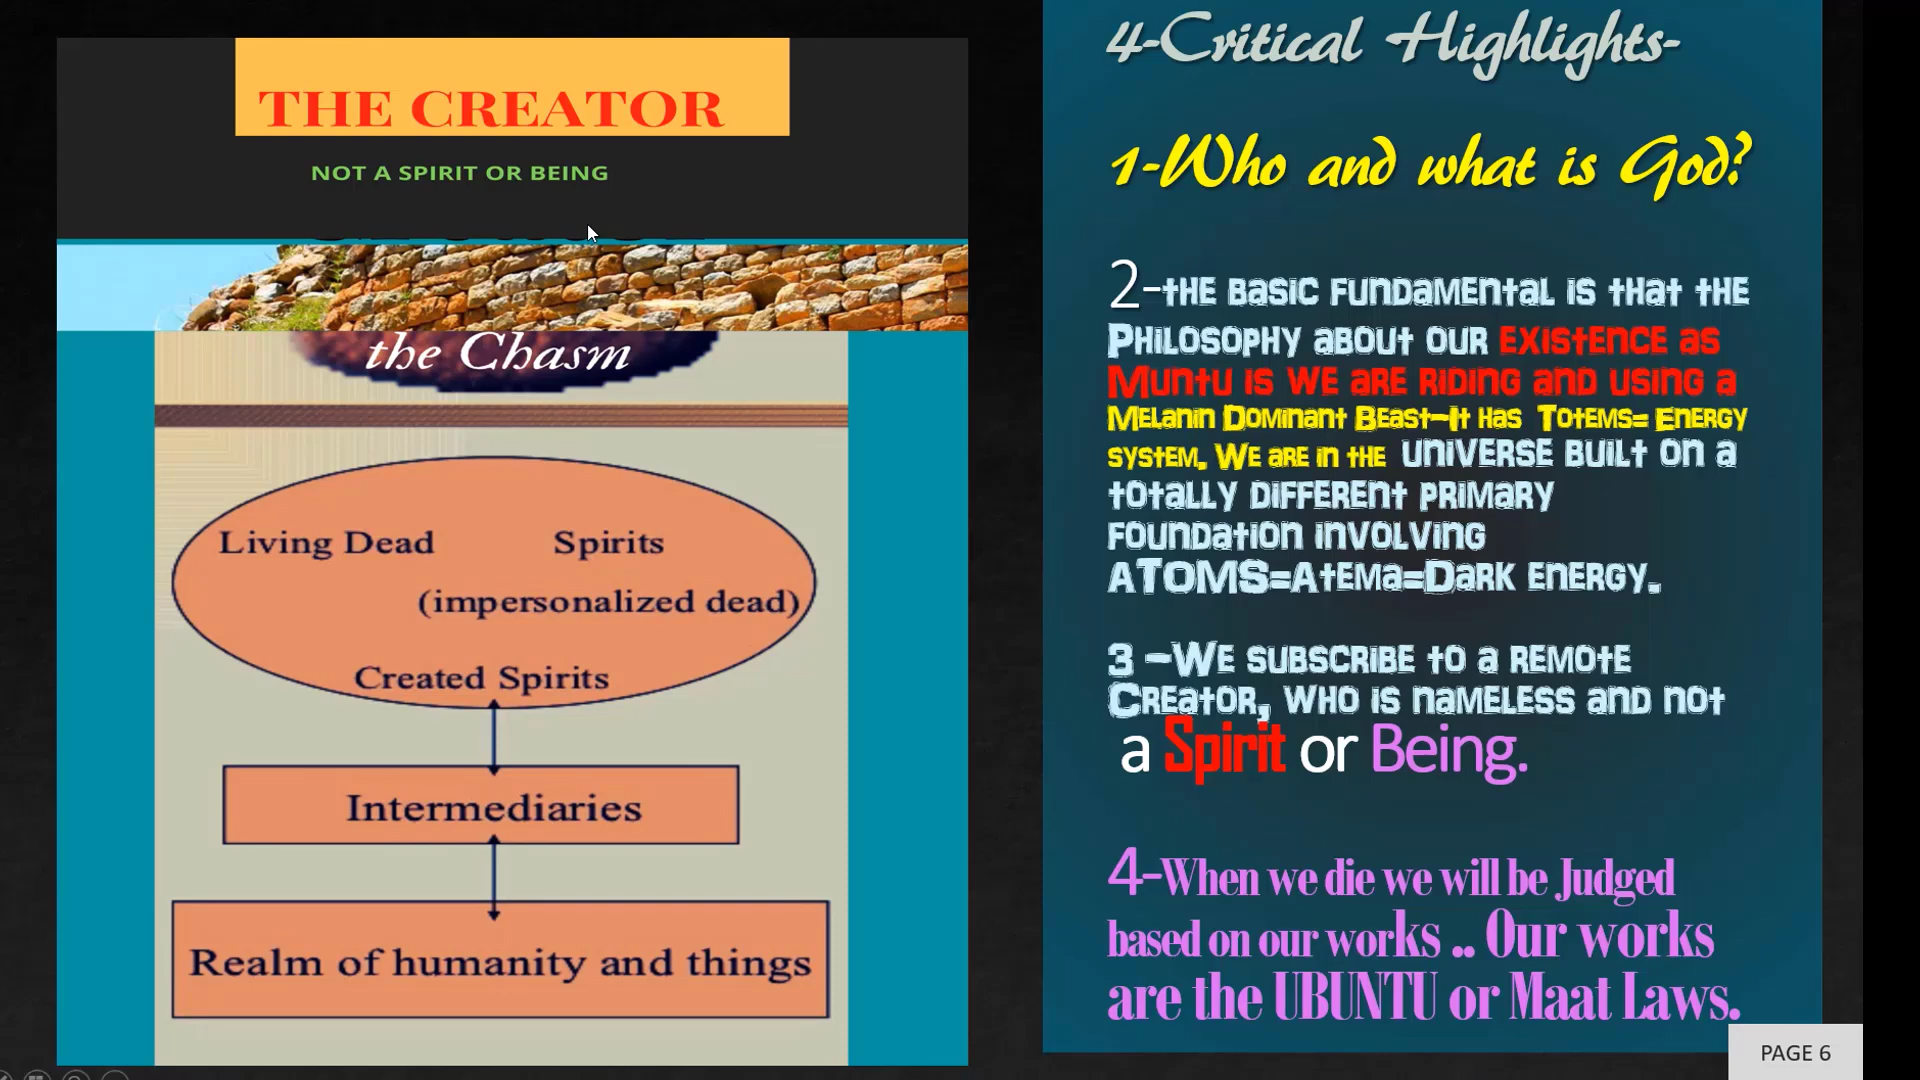 THE CREATOR
NOT A SPIRIT OR BEING
the Chasm
Living Dead Spirits
(impersonalized dead)
Created Spirits
Intermediaries
Realm of humanity and things
4-Critical Highlights-
1-Who and what is God?
2-the basic fundamental is that the
Philosophy about our existence as
Muntu is we are riding and using a
Melanin Dominant Beast-It has Totems= Energy
system. We are in the universe built on a
totally different primary
foundation involving
ATOMS=Atema=Dark energy.
3 -We subscribe to a remote
Creator, who is nameless and not
a Spirit or Being.
4-When we die we will be Judged
based on our works .. Our works
are the UBUNTU or Maat Laws.
PAGE 6